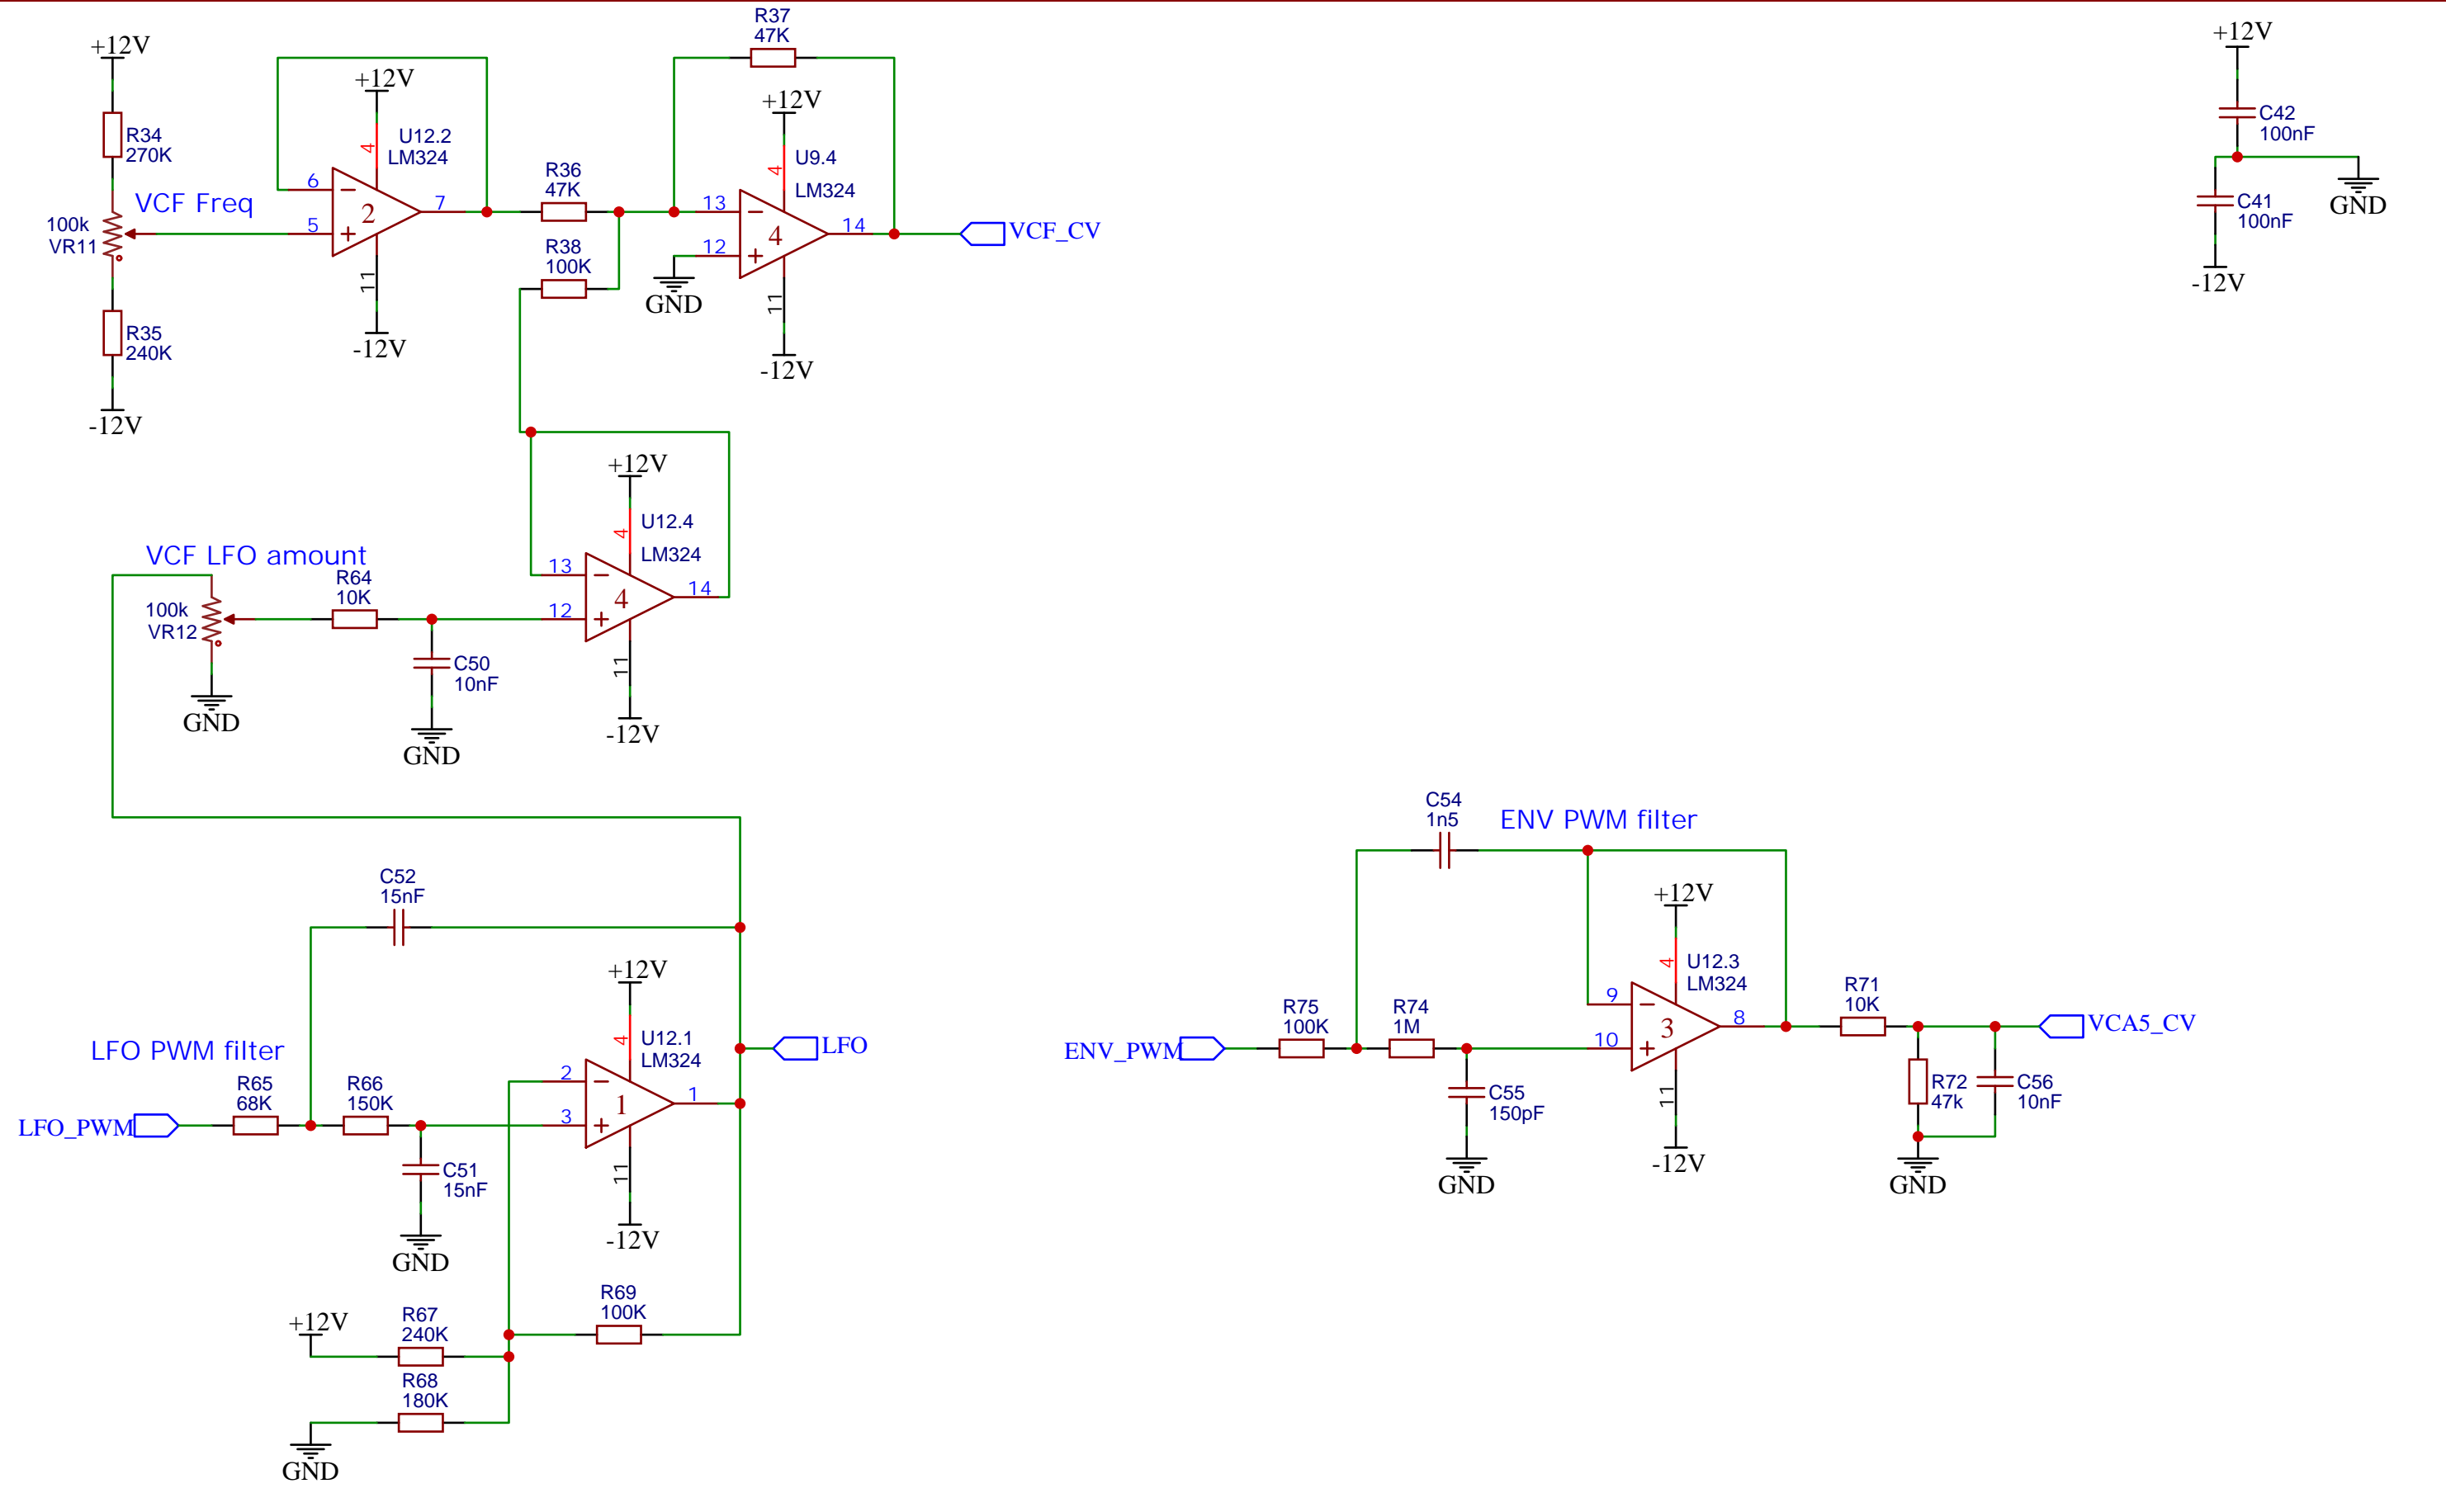 R37
47K
+12V
+12V
+12V
+12V
R34
270K
4
U12.2
LM324
4
U9.4
LM324
C42
100nF
R36
47K
VCF Freq
6
5
2
7
13
12
4
14
VCF_CV
100k
VR11
R38
100K
C41
100nF
GND
11
11
GND
-12V
R35
240K
-12V
-12V
-12V
+12V
4
U12.4
LM324
VCF LFO amount
R64
10K
13
12
4
14
100k
VR12
11
C50
10nF
GND
-12V
GND
C54
1n5
ENV PWM filter
C52
15nF
+12V
+12V
4
U12.3
LM324
4
U12.1
LM324
R75
100K
R74
1M
9
10
3
8
R71
10K
VCA5_CV
LFO
ENV_PWM
LFO PWM filter
R65
68K
R66
150K
2
3
1
1
LFO_PWM
C55
150pF
11
R72
47k
C56
10nF
C51
15nF
11
-12V
GND
GND
-12V
GND
R69
100K
+12V
R67
240K
R68
180K
GND